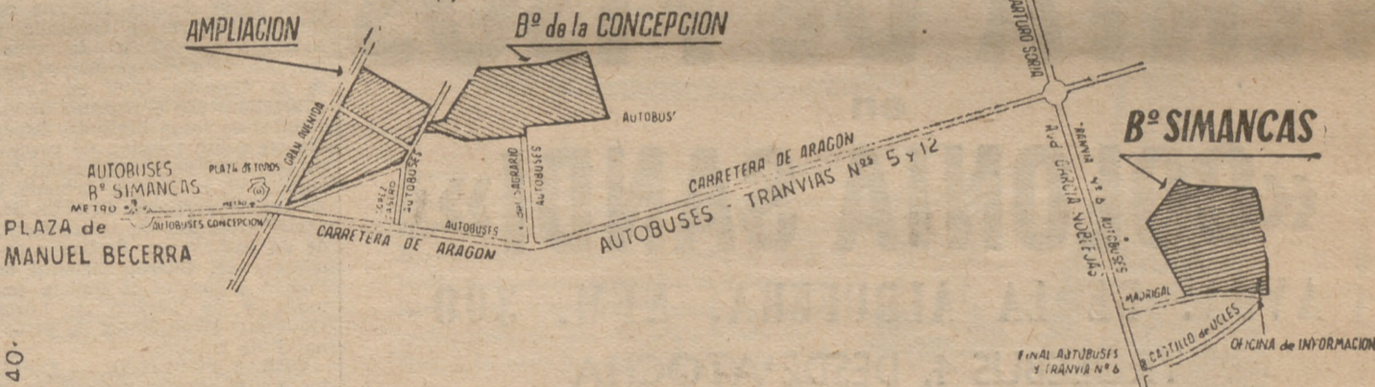 AMPLIACION
Bº de la CONCEPCION
ARTURO SORIA
Bº SIMANCAS
GRAN AVENIDA
AUTOBUS
AUTOBUSES
Bº SIMANCAS
PLAZA DE TOROS
METRO
METRO
AUTOBUSES CONCEPCION
PLAZA de
MANUEL BECERRA
AUTOBUSES
AUTOBUSES
AUTOBUSES
CARRETERA DE ARAGON
CARRETERA DE ARAGON
AUTOBUSES - TRANVIAS Nos 5 y 12
TRANVIA Nº 6 AUTOBUSES
Avd GARCIA NOBLEJAS
MADRIGAL
CASTILLO de UCLES
OFICINA de INFORMACION
FINAL AUTOBUSES
Y TRANVIA Nº 6
40.